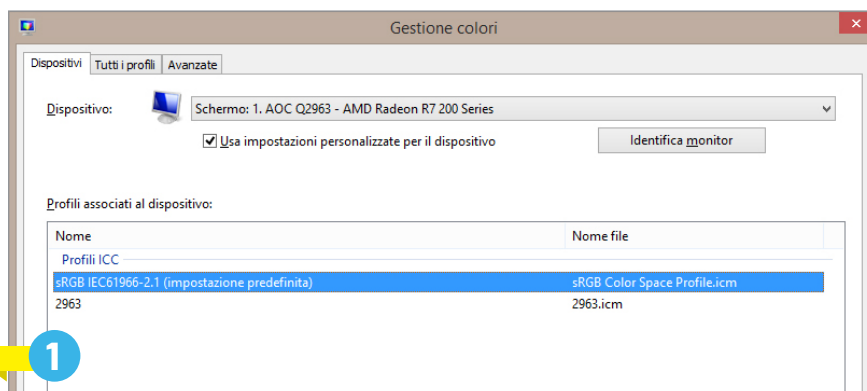 Gestione colori
Dispositivi Tutti i profili Avanzate
Dispositivo: Schermo: 1. AOC Q2963 - AMD Radeon R7 200 Series
Usa impostazioni personalizzate per il dispositivo Identifica monitor
Profili associati al dispositivo:
Nome Nome file
Profili ICC
sRGB IEC61966-2.1 (impostazione predefinita) sRGB Color Space Profile.icm
2963 2963.icm
1